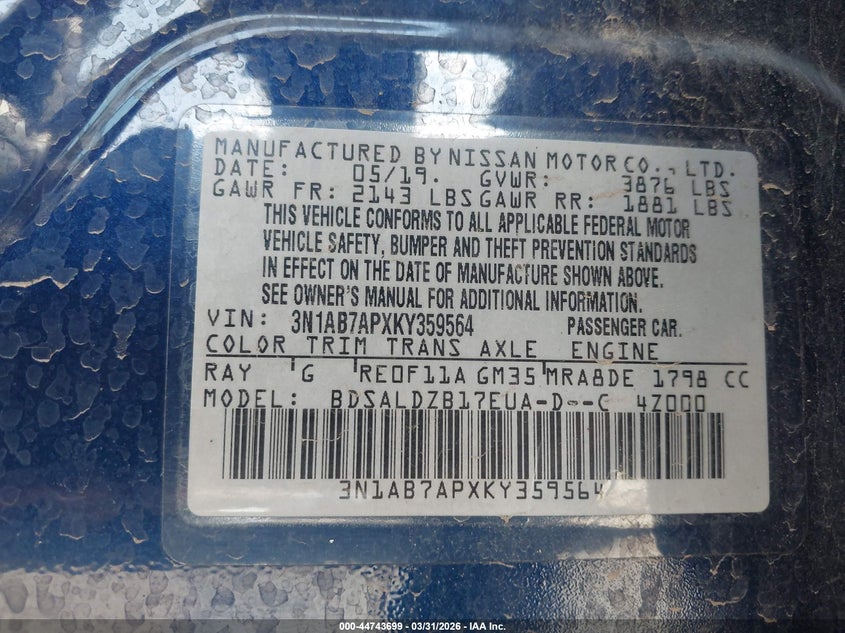 MANUFACTURED BY NISSAN MOTOR CO., LTD.
DATE: 05/19. GVWR: 3876 LBS
GAWR FR: 2143 LBS GAWR RR: 1881 LBS
THIS VEHICLE CONFORMS TO ALL APPLICABLE FEDERAL MOTOR
VEHICLE SAFETY, BUMPER AND THEFT PREVENTION STANDARDS
IN EFFECT ON THE DATE OF MANUFACTURE SHOWN ABOVE.
SEE OWNER'S MANUAL FOR ADDITIONAL INFORMATION.
VIN: 3N1AB7APXKY359564 PASSENGER CAR.
COLOR TRIM TRANS AXLE ENGINE
RAY G RE0F11A GM35 MRA8DE 1798 CC
MODEL: BDSALDZB17EUA-D--C 4Z000
3N1AB7APXKY359564
000-44743699 | 03/31/2026 - IAA Inc.